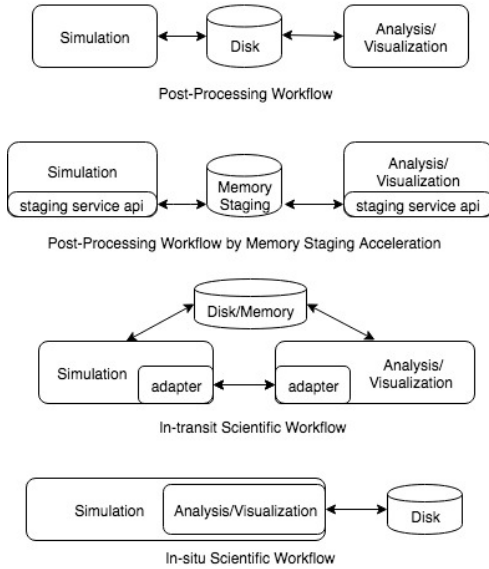 Simulation
Disk
Analysis/
Visualization
Post-Processing Workflow
Simulation
staging service api
Memory
Staging
Analysis/
Visualization
staging service api
Post-Processing Workflow by Memory Staging Acceleration
Disk/Memory
Simulation
adapter
adapter
Analysis/
Visualization
In-transit Scientific Workflow
Simulation
Analysis/Visualization
Disk
In-situ Scientific Workflow